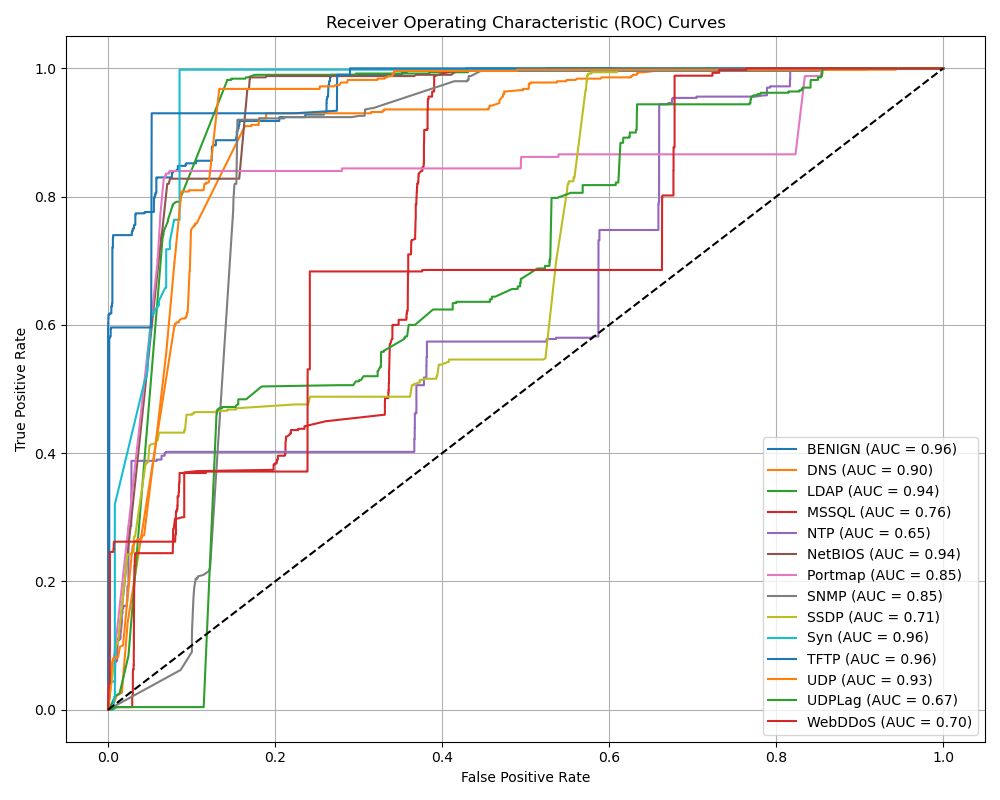 Receiver Operating Characteristic (ROC) Curves
1.0
0.8
0.6
0.4
0.2
0.0
True Positive Rate
BENIGN (AUC = 0.96)
DNS (AUC = 0.90)
LDAP (AUC = 0.94)
MSSQL (AUC = 0.76)
NTP (AUC = 0.65)
NetBIOS (AUC = 0.94)
Portmap (AUC = 0.85)
SNMP (AUC = 0.85)
SSDP (AUC = 0.71)
Syn (AUC = 0.96)
TFTP (AUC = 0.96)
UDP (AUC = 0.93)
UDPLag (AUC = 0.67)
WebDDoS (AUC = 0.70)
0.0 0.2 0.4 0.6 0.8 1.0
False Positive Rate